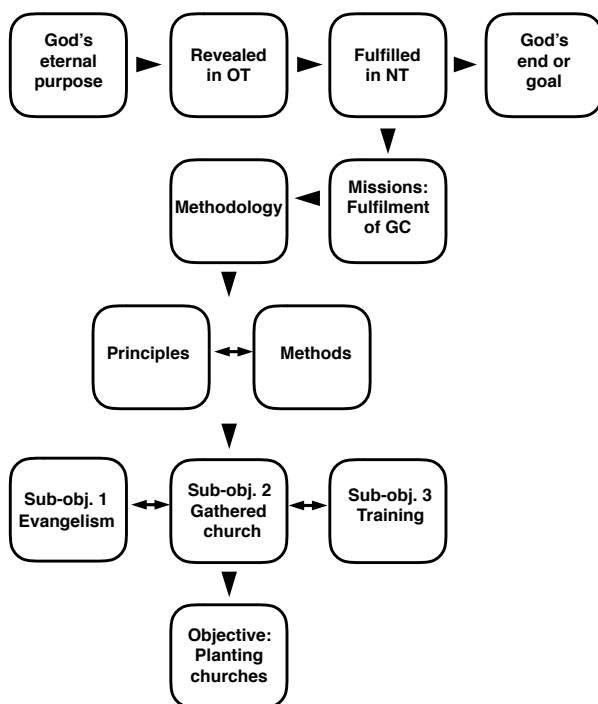 God’s
eternal
purpose
Revealed
in OT
Fulfilled
in NT
God’s
end or
goal
Methodology
Missions:
Fulfilment
of GC
Principles
Methods
Sub-obj. 1
Evangelism
Sub-obj. 2
Gathered
church
Sub-obj. 3
Training
Objective:
Planting
churches